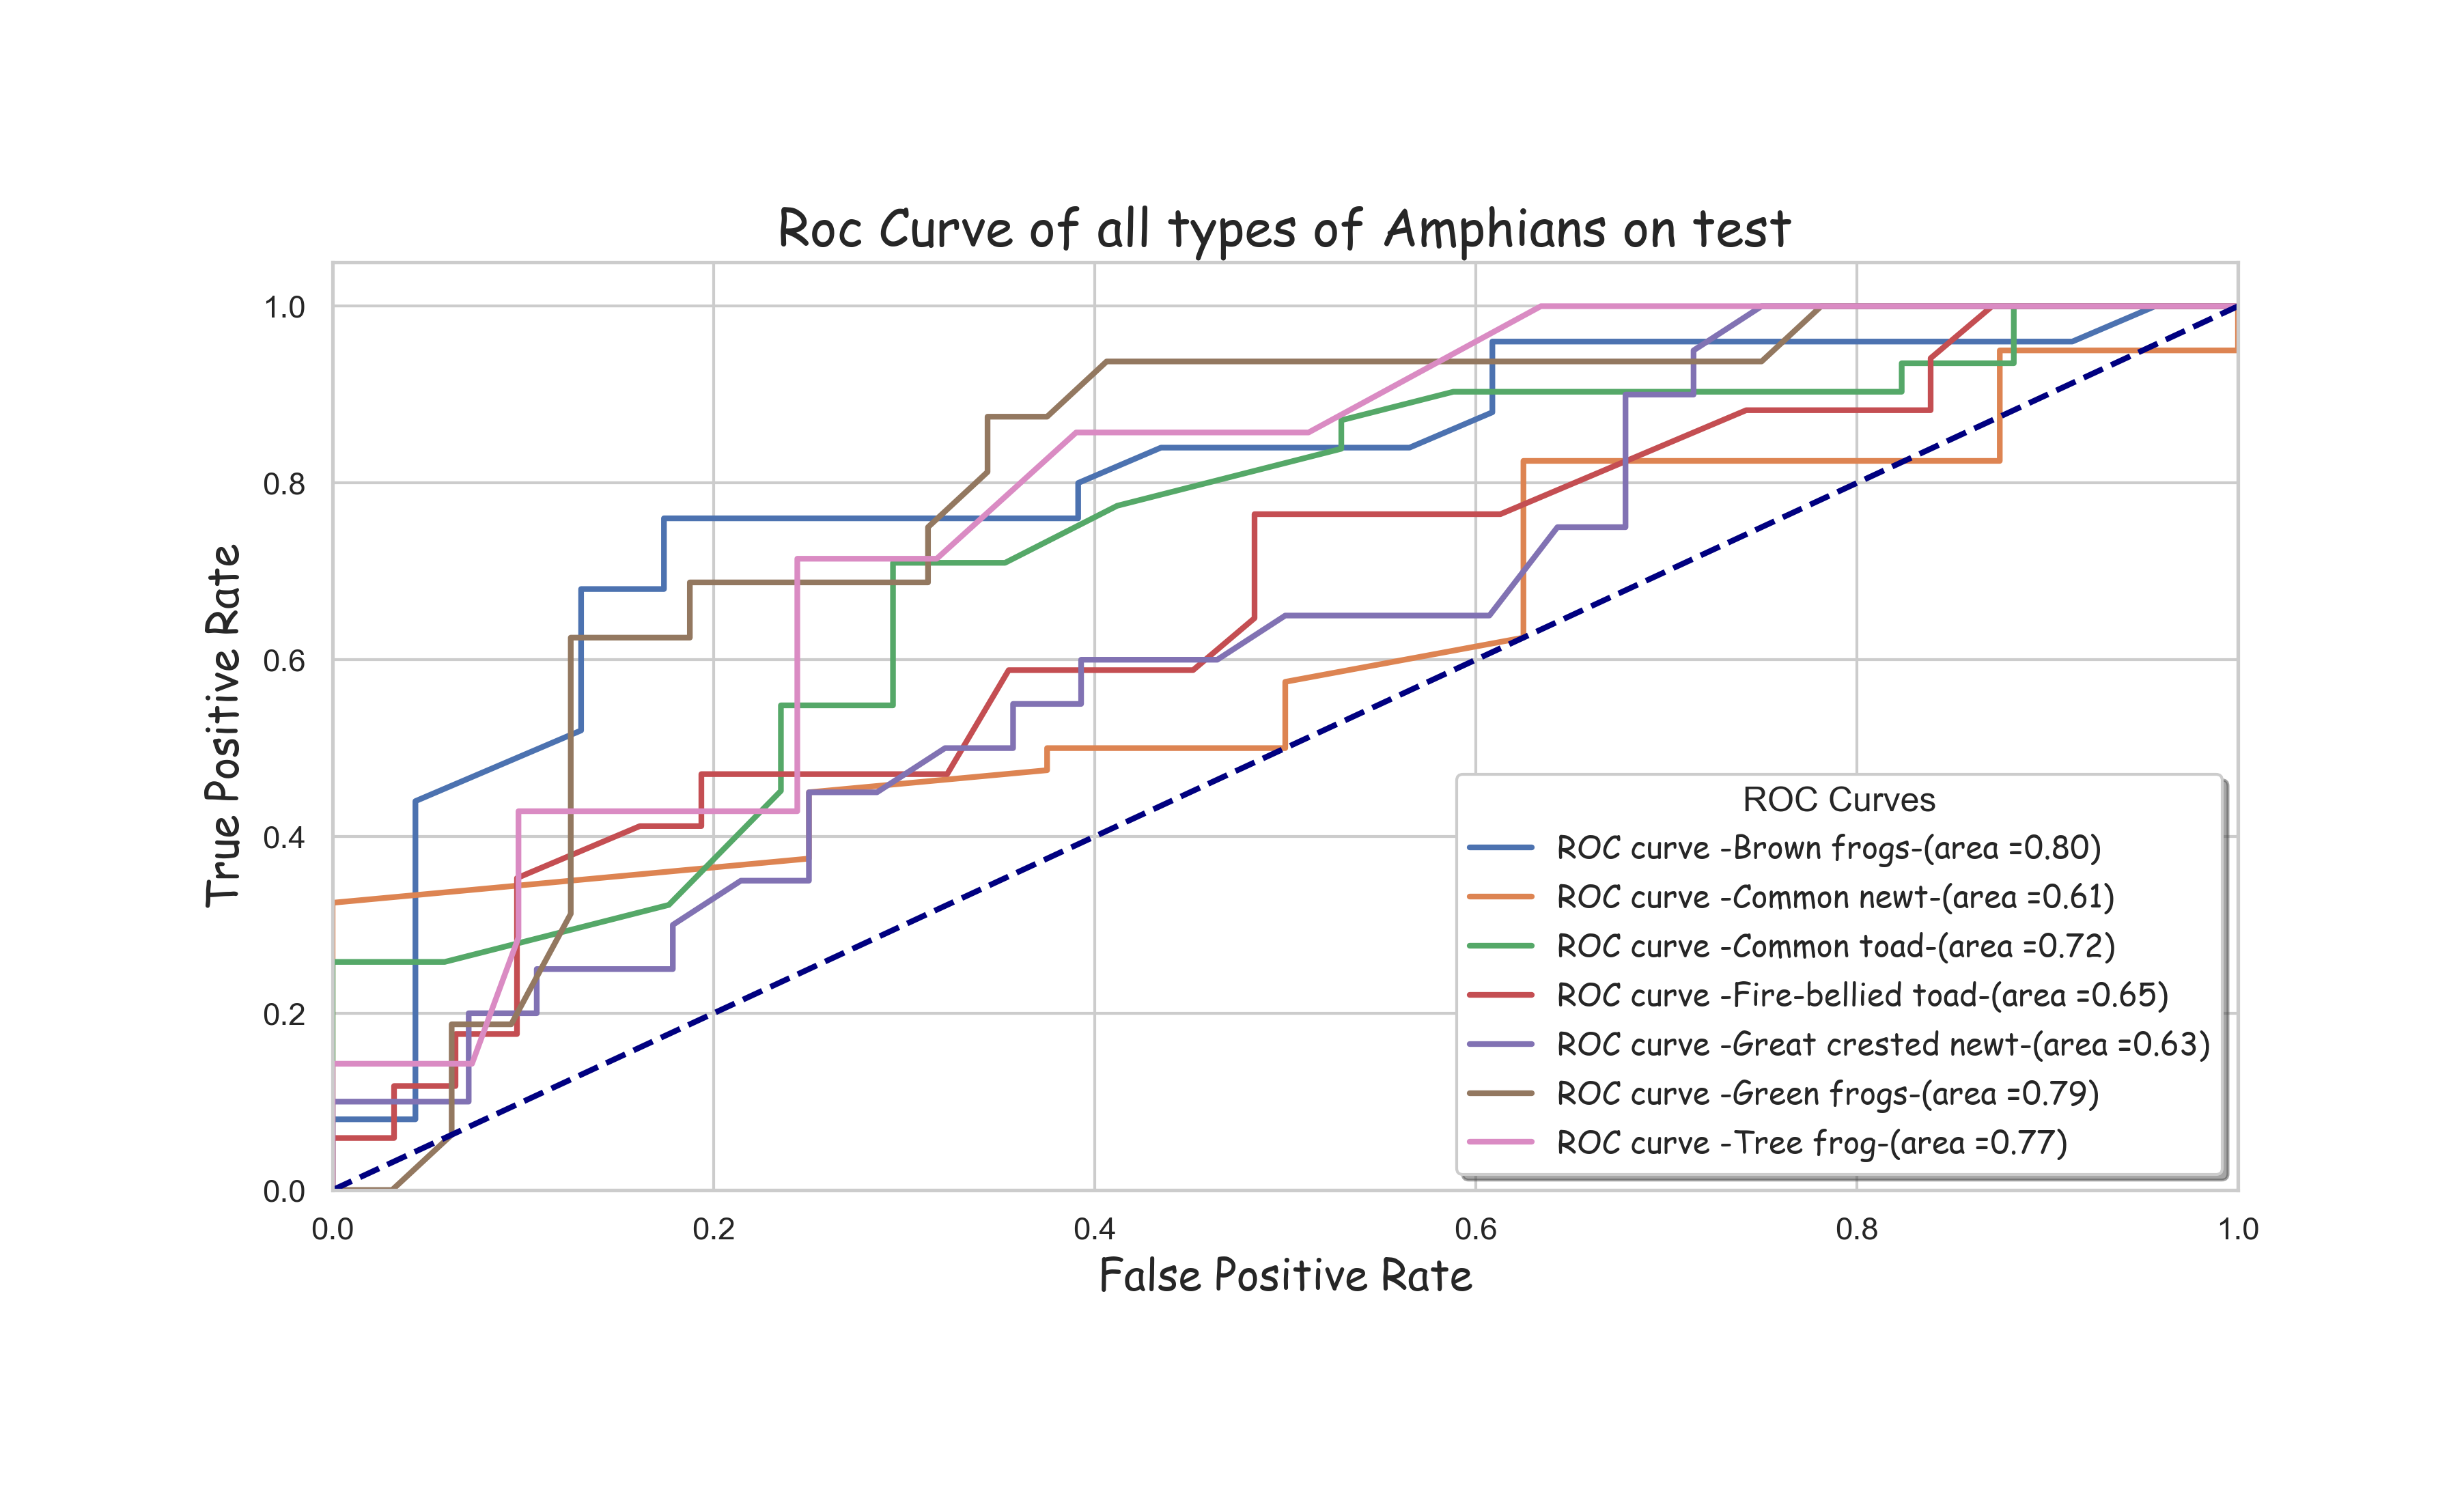 Roc Curve of all types of Amphians on test
True Positive Rate
1.0
0.8
0.6
0.4
0.2
0.0
0.0 0.2 0.4 0.6 0.8 1.0
False Positive Rate
ROC Curves
ROC curve -Brown frogs-(area =0.80)
ROC curve -Common newt-(area =0.61)
ROC curve -Common toad-(area =0.72)
ROC curve -Fire-bellied toad-(area =0.65)
ROC curve -Great crested newt-(area =0.63)
ROC curve -Green frogs-(area =0.79)
ROC curve -Tree frog-(area =0.77)